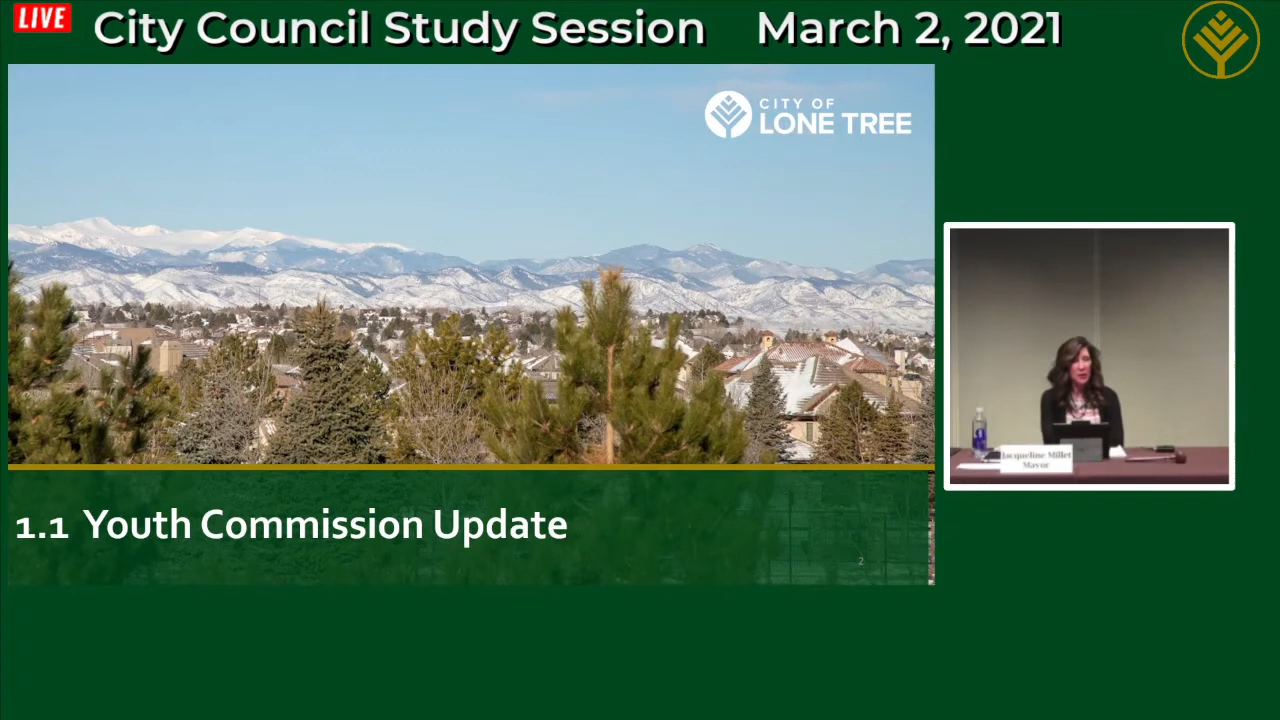 LIVE
City Council Study Session March 2, 2021
CITY OF
LONE TREE
Jacqueline Millet
Mayor
1.1 Youth Commission Update
2